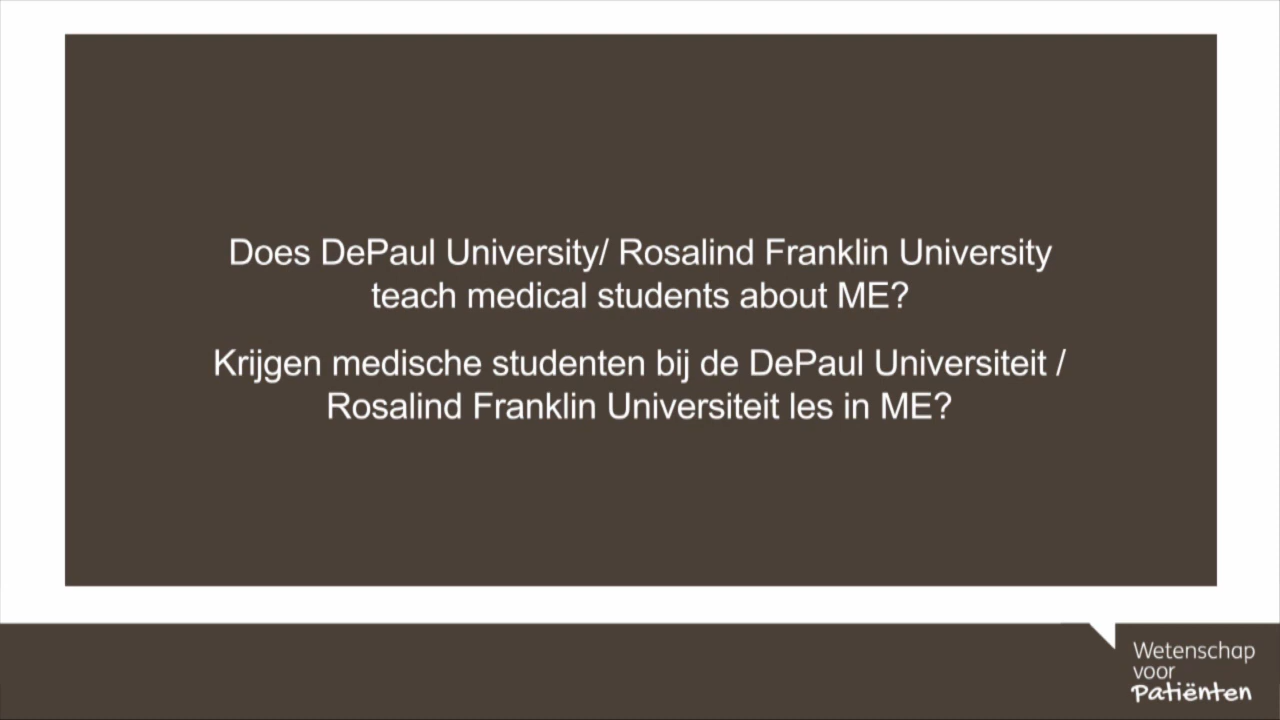 Does DePaul University/ Rosalind Franklin University
teach medical students about ME?
Krijgen medische studenten bij de DePaul Universiteit /
Rosalind Franklin Universiteit les in ME?
Wetenschap
voor
Patiënten